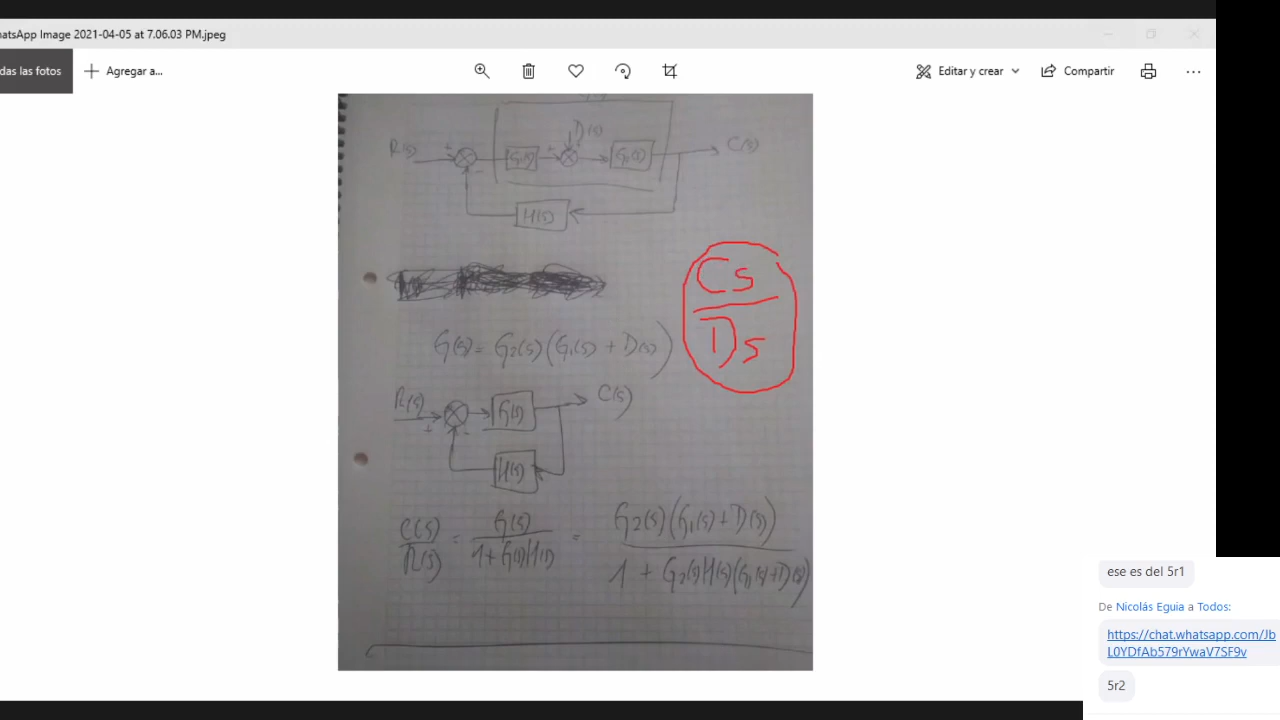 atsApp Image 2021-04-05 at 7.06.03 PM.jpeg
das las fotos
Agregar a...
Editar y crear
Compartir
D(s)
R(s) G1(s) G2(s) C(s)
H(s)
Cs
Ds
G(s) = G2(s)(G1(s) + D(s))
R(s) G(s) C(s)
H(s)
C(s)/R(s) = G(s)/1+G(s)H(s) = G2(s)(G1(s)+D(s))/1 + G2(s)H(s)(G1(s)+D(s))
ese es del 5r1
De Nicolás Eguia a Todos:
https://chat.whatsapp.com/Jb
L0YDfAb579rYwaV7SF9v
5r2